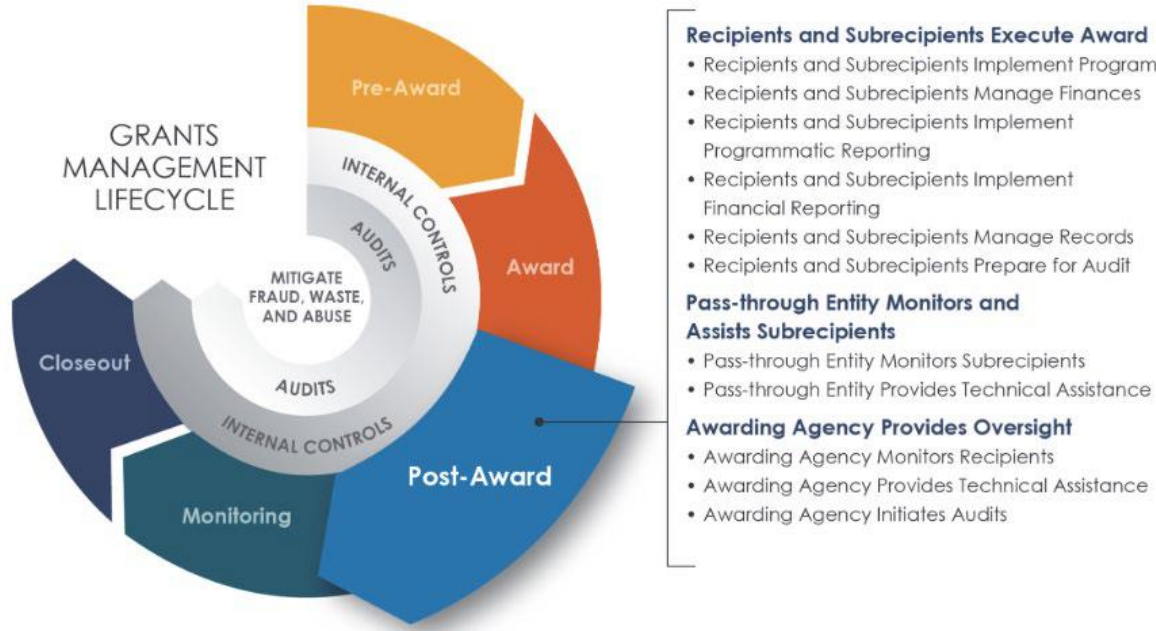 GRANTS
MANAGEMENT
LIFECYCLE
Pre-Award
Award
Post-Award
Monitoring
Closeout
INTERNAL CONTROLS
AUDITS
MITIGATE
FRAUD, WASTE,
AND ABUSE
AUDITS
INTERNAL CONTROLS
Recipients and Subrecipients Execute Award
• Recipients and Subrecipients Implement Program
• Recipients and Subrecipients Manage Finances
• Recipients and Subrecipients Implement
Programmatic Reporting
• Recipients and Subrecipients Implement
Financial Reporting
• Recipients and Subrecipients Manage Records
• Recipients and Subrecipients Prepare for Audit
Pass-through Entity Monitors and
Assists Subrecipients
• Pass-through Entity Monitors Subrecipients
• Pass-through Entity Provides Technical Assistance
Awarding Agency Provides Oversight
• Awarding Agency Monitors Recipients
• Awarding Agency Provides Technical Assistance
• Awarding Agency Initiates Audits